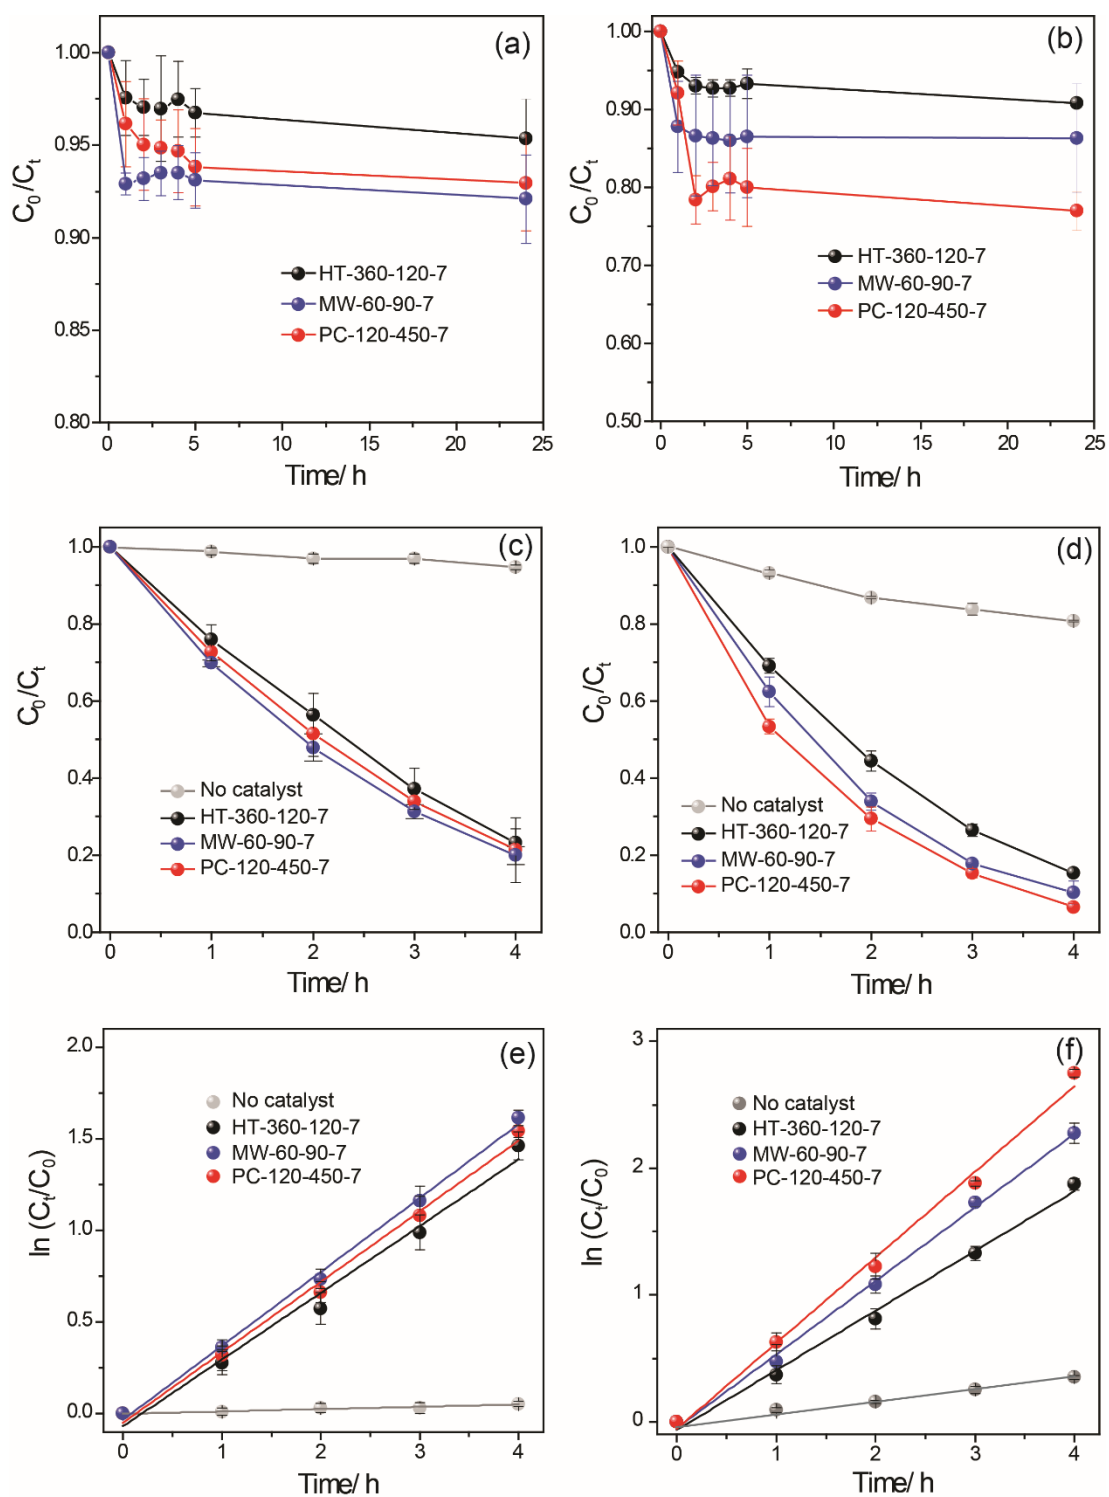 (a)
1.00
0.95
0.90
0.85
0.80
C0/Ct
HT-360-120-7
MW-60-90-7
PC-120-450-7
0 5 10 15 20 25
Time/ h
(b)
1.00
0.90
0.80
0.70
0.60
0.50
C0/Ct
HT-360-120-7
MW-60-90-7
PC-120-450-7
0 5 10 15 20 25
Time/ h
(c)
1.0
0.8
0.6
0.4
0.2
0.0
C0/Ct
No catalyst
HT-360-120-7
MW-60-90-7
PC-120-450-7
0 1 2 3 4
Time/ h
(d)
1.0
0.8
0.6
0.4
0.2
0.0
C0/Ct
No catalyst
HT-360-120-7
MW-60-90-7
PC-120-450-7
0 1 2 3 4
Time/ h
(e)
2.0
1.5
1.0
0.5
0.0
ln (Ct/C0)
No catalyst
HT-360-120-7
MW-60-90-7
PC-120-450-7
0 1 2 3 4
Time/ h
(f)
3
2
1
0
ln (Ct/C0)
No catalyst
HT-360-120-7
MW-60-90-7
PC-120-450-7
0 1 2 3 4
Time/ h